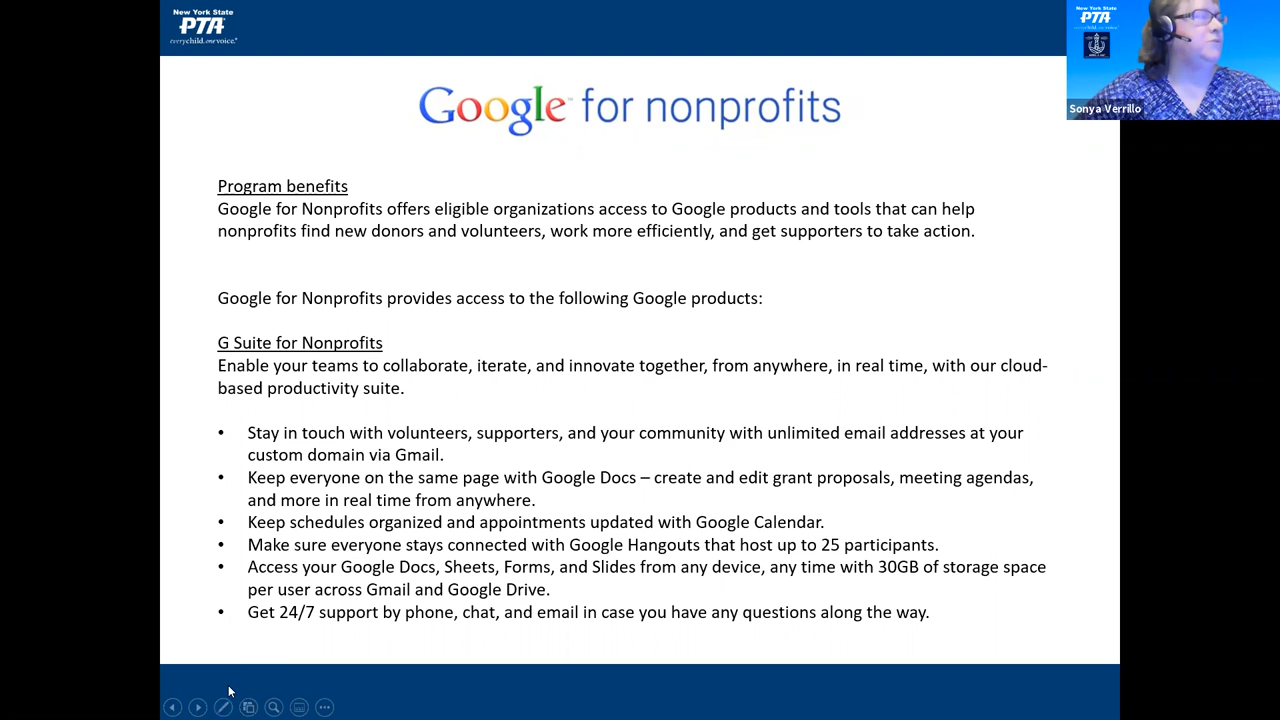 New York State
PTA
everychild.onevoice.®
New York State
PTA
Sonya Verrillo
Google™ for nonprofits
Program benefits
Google for Nonprofits offers eligible organizations access to Google products and tools that can help
nonprofits find new donors and volunteers, work more efficiently, and get supporters to take action.
Google for Nonprofits provides access to the following Google products:
G Suite for Nonprofits
Enable your teams to collaborate, iterate, and innovate together, from anywhere, in real time, with our cloud-
based productivity suite.
• Stay in touch with volunteers, supporters, and your community with unlimited email addresses at your
custom domain via Gmail.
• Keep everyone on the same page with Google Docs – create and edit grant proposals, meeting agendas,
and more in real time from anywhere.
• Keep schedules organized and appointments updated with Google Calendar.
• Make sure everyone stays connected with Google Hangouts that host up to 25 participants.
• Access your Google Docs, Sheets, Forms, and Slides from any device, any time with 30GB of storage space
per user across Gmail and Google Drive.
• Get 24/7 support by phone, chat, and email in case you have any questions along the way.